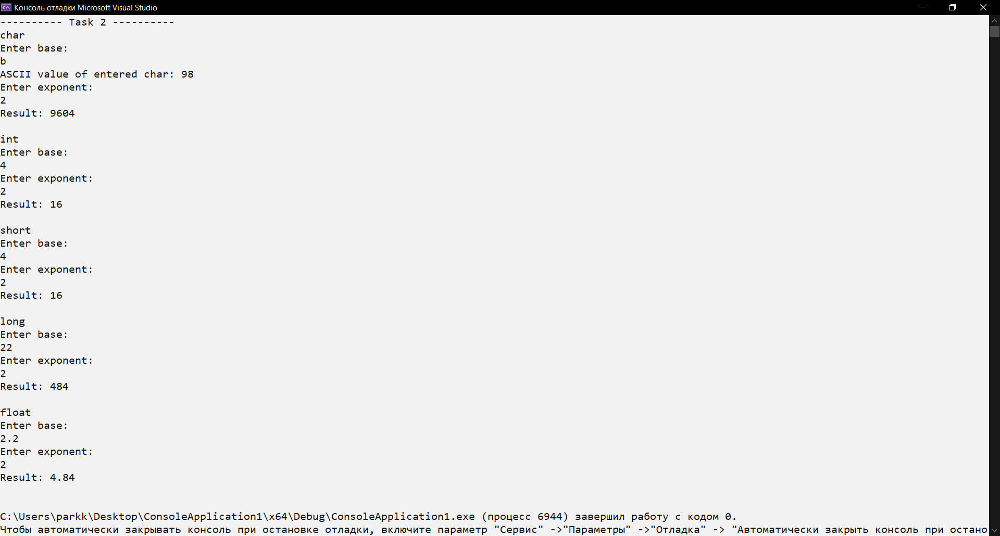 Консоль отладки Microsoft Visual Studio
---------- Task 2 ----------
char
Enter base:
b
ASCII value of entered char: 98
Enter exponent:
2
Result: 9604
int
Enter base:
4
Enter exponent:
2
Result: 16
short
Enter base:
4
Enter exponent:
2
Result: 16
long
Enter base:
22
Enter exponent:
2
Result: 484
float
Enter base:
2.2
Enter exponent:
2
Result: 4.84
C:\Users\parkk\Desktop\ConsoleApplication1\x64\Debug\ConsoleApplication1.exe (процесс 6944) завершил работу с кодом 0.
Чтобы автоматически закрывать консоль при остановке отладки, включите параметр "Сервис" ->"Параметры" ->"Отладка" -> "Автоматически закрыть консоль при остано